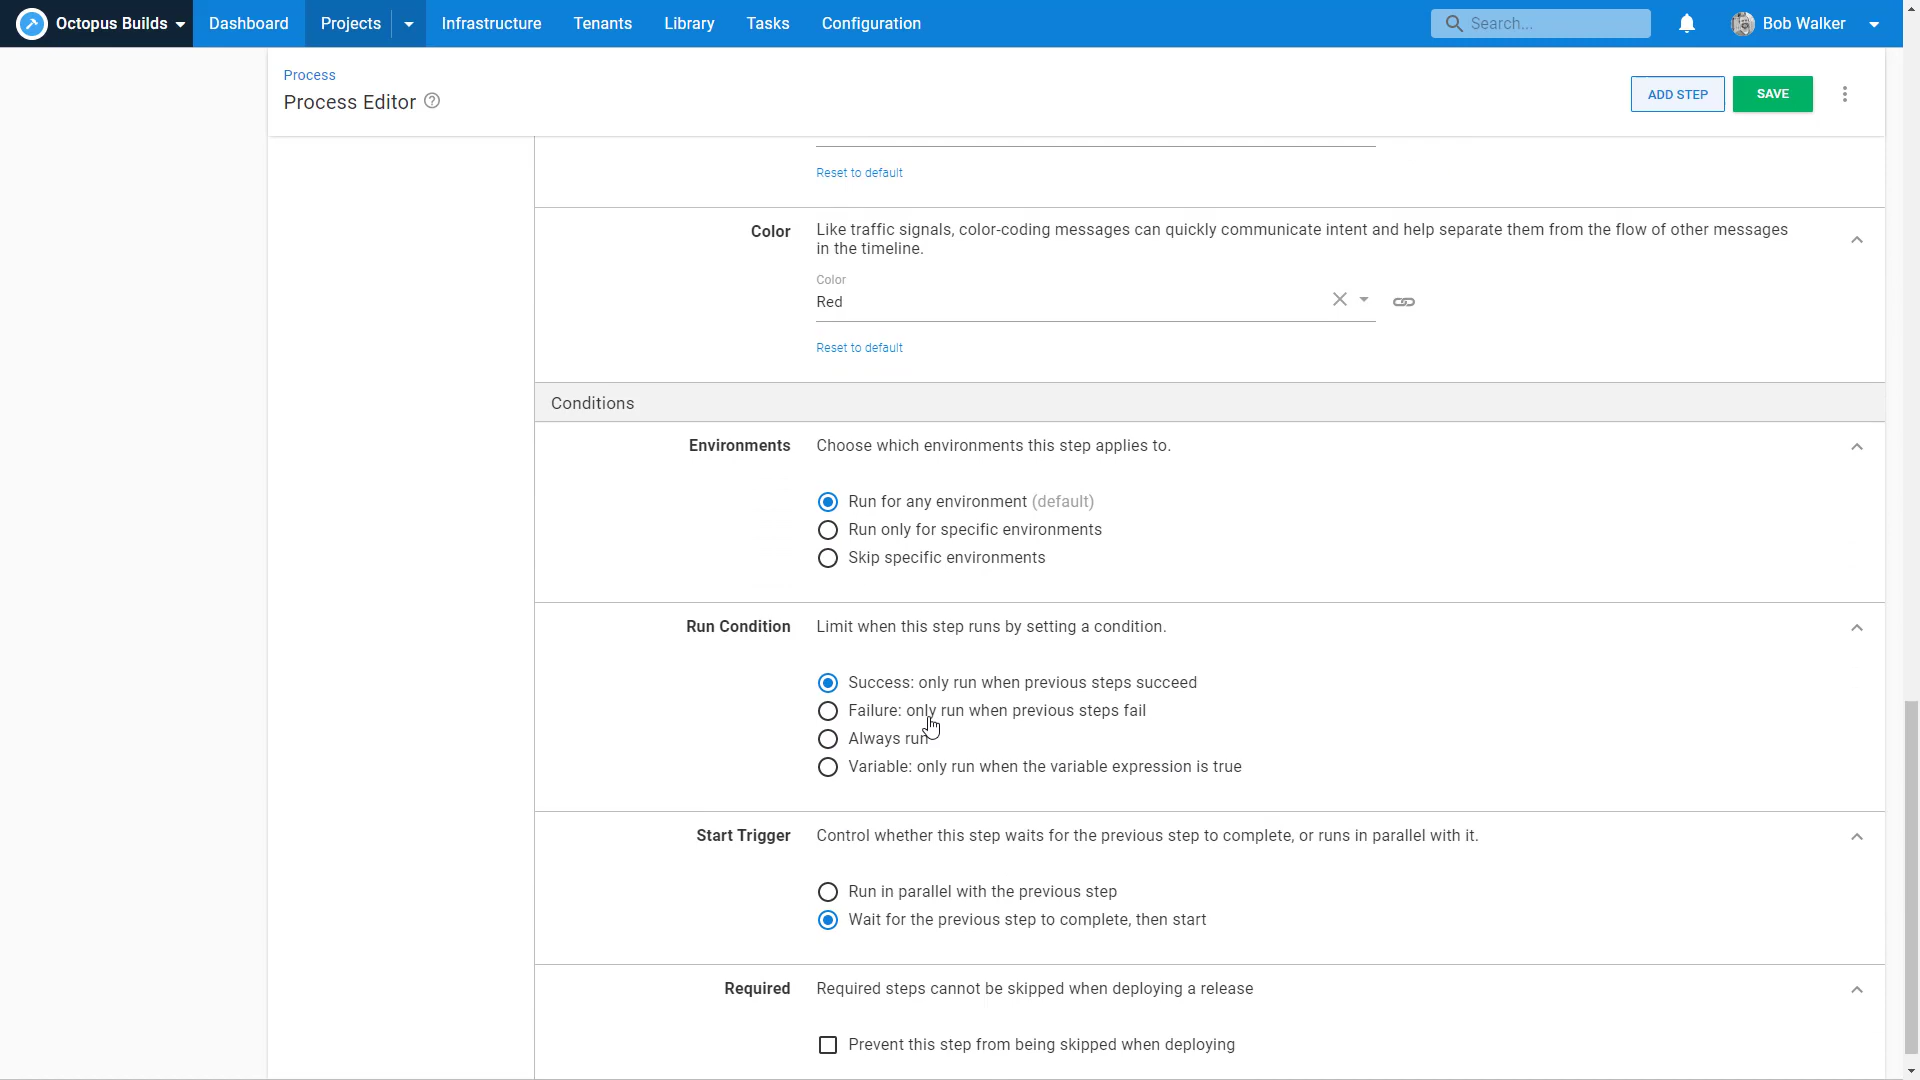 Octopus Builds
Dashboard
Projects
Infrastructure
Tenants
Library
Tasks
Configuration
Search...
Bob Walker
Process
Process Editor
ADD STEP
SAVE
Reset to default
Color
Like traffic signals, color-coding messages can quickly communicate intent and help separate them from the flow of other messages
in the timeline.
Color
Red
Reset to default
Conditions
Environments
Choose which environments this step applies to.
Run for any environment (default)
Run only for specific environments
Skip specific environments
Run Condition
Limit when this step runs by setting a condition.
Success: only run when previous steps succeed
Failure: only run when previous steps fail
Always run
Variable: only run when the variable expression is true
Start Trigger
Control whether this step waits for the previous step to complete, or runs in parallel with it.
Run in parallel with the previous step
Wait for the previous step to complete, then start
Required
Required steps cannot be skipped when deploying a release
Prevent this step from being skipped when deploying